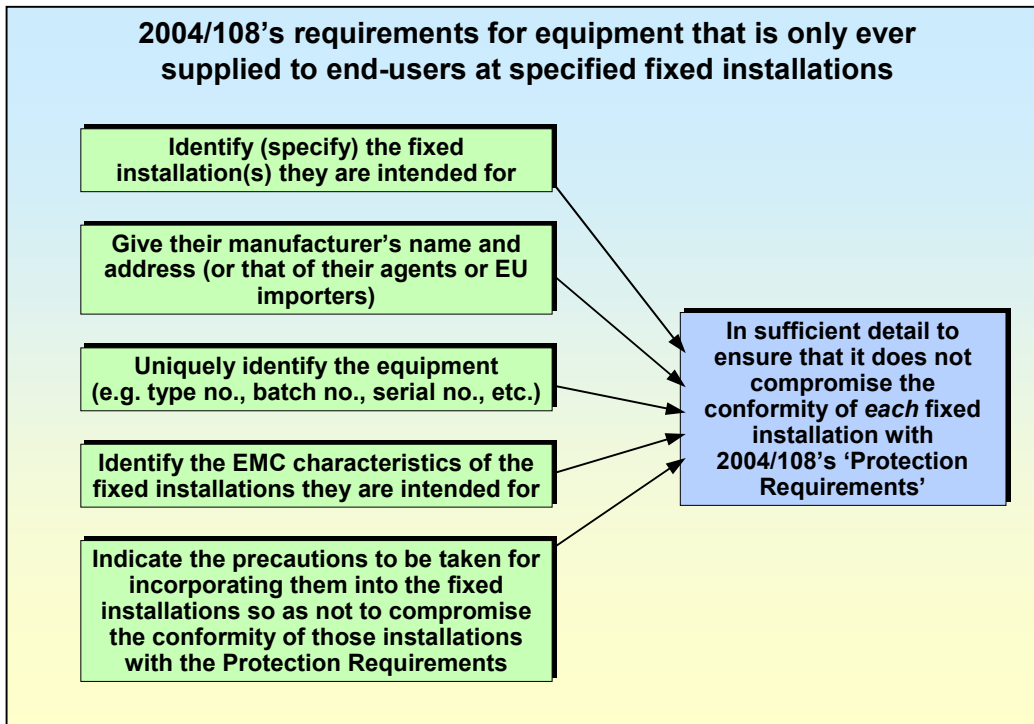 2004/108’s requirements for equipment that is only ever
supplied to end-users at specified fixed installations
Identify (specify) the fixed
installation(s) they are intended for
Give their manufacturer’s name and
address (or that of their agents or EU
importers)
Uniquely identify the equipment
(e.g. type no., batch no., serial no., etc.)
Identify the EMC characteristics of the
fixed installations they are intended for
Indicate the precautions to be taken for
incorporating them into the fixed
installations so as not to compromise
the conformity of those installations
with the Protection Requirements
In sufficient detail to
ensure that it does not
compromise the
conformity of each fixed
installation with
2004/108’s ‘Protection
Requirements’